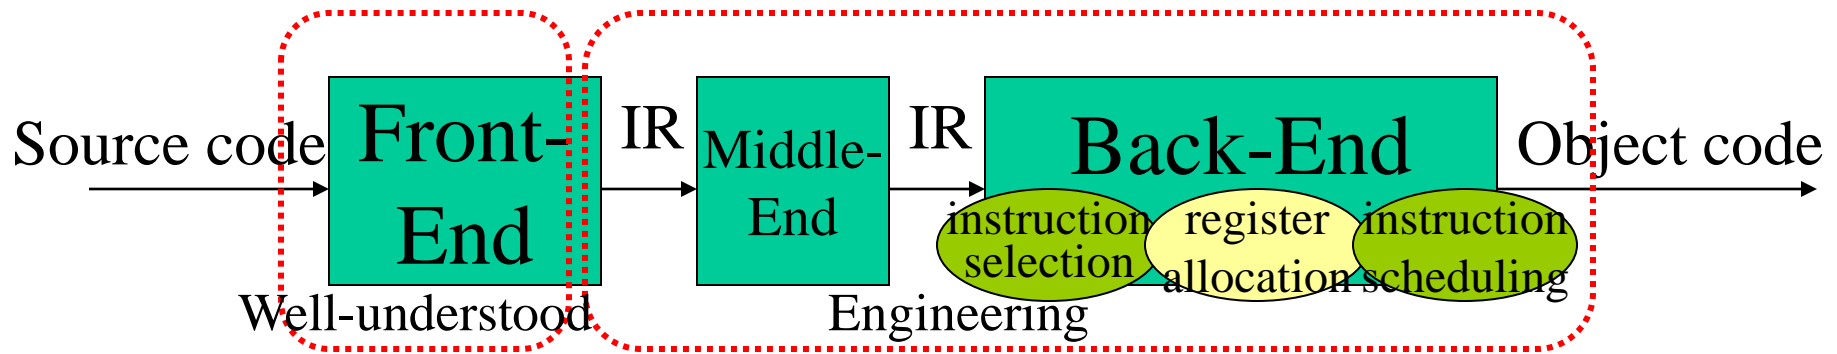 Source code
Front-
End
IR
Middle-
End
IR
Back-End
instruction
selection
register
allocation
instruction
scheduling
Object code
Well-understood
Engineering